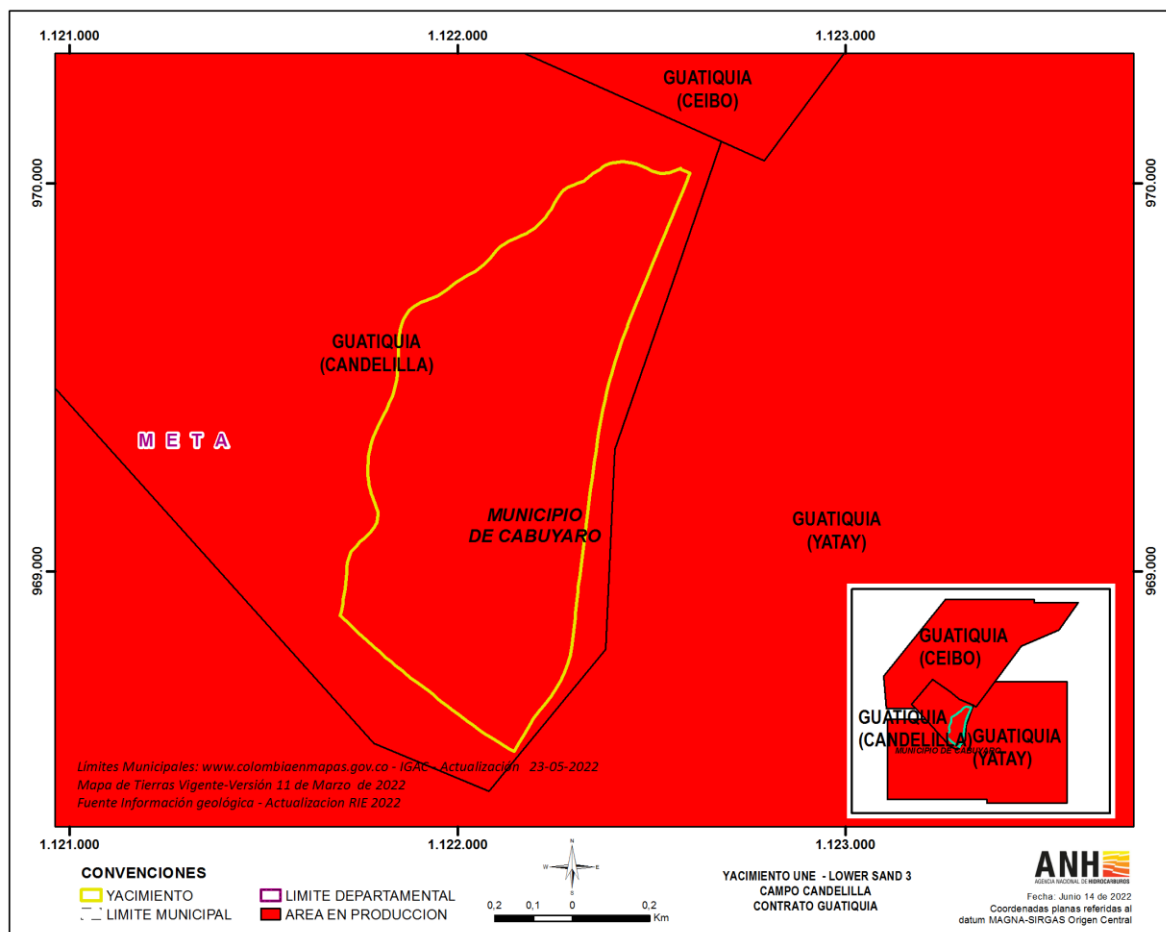 1.121.000
1.122.000
1.123.000
GUATIQUIA
(CEIBO)
970.000
970.000
GUATIQUIA
(CANDELILLA)
M E T A
MUNICIPIO
DE CABUYARO
GUATIQUIA
(YATAY)
969.000
969.000
GUATIQUIA
(CEIBO)
GUATIQUIA
(CANDELILLA)
GUATIQUIA
(YATAY)
MUNICIPIO DE CABUYARO
Límites Municipales: www.colombiaenmapas.gov.co - IGAC - Actualización 23-05-2022
Mapa de Tierras Vigente-Versión 11 de Marzo de 2022
Fuente Información geológica - Actualizacion RIE 2022
1.121.000
1.122.000
1.123.000
CONVENCIONES
YACIMIENTO
LIMITE DEPARTAMENTAL
LIMITE MUNICIPAL
AREA EN PRODUCCION
N
W
E
S
0,2 0,1 0 0,2
Km
YACIMIENTO UNE - LOWER SAND 3
CAMPO CANDELILLA
CONTRATO GUATIQUIA
ANH
AGENCIA NACIONAL DE HIDROCARBUROS
Fecha: Junio 14 de 2022
Coordenadas planas referidas al
datum MAGNA-SIRGAS Origen Central